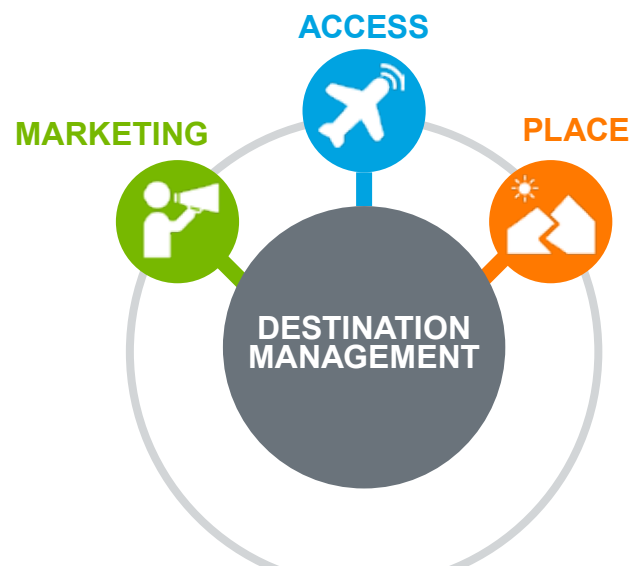 ACCESS
MARKETING
PLACE
DESTINATION
MANAGEMENT